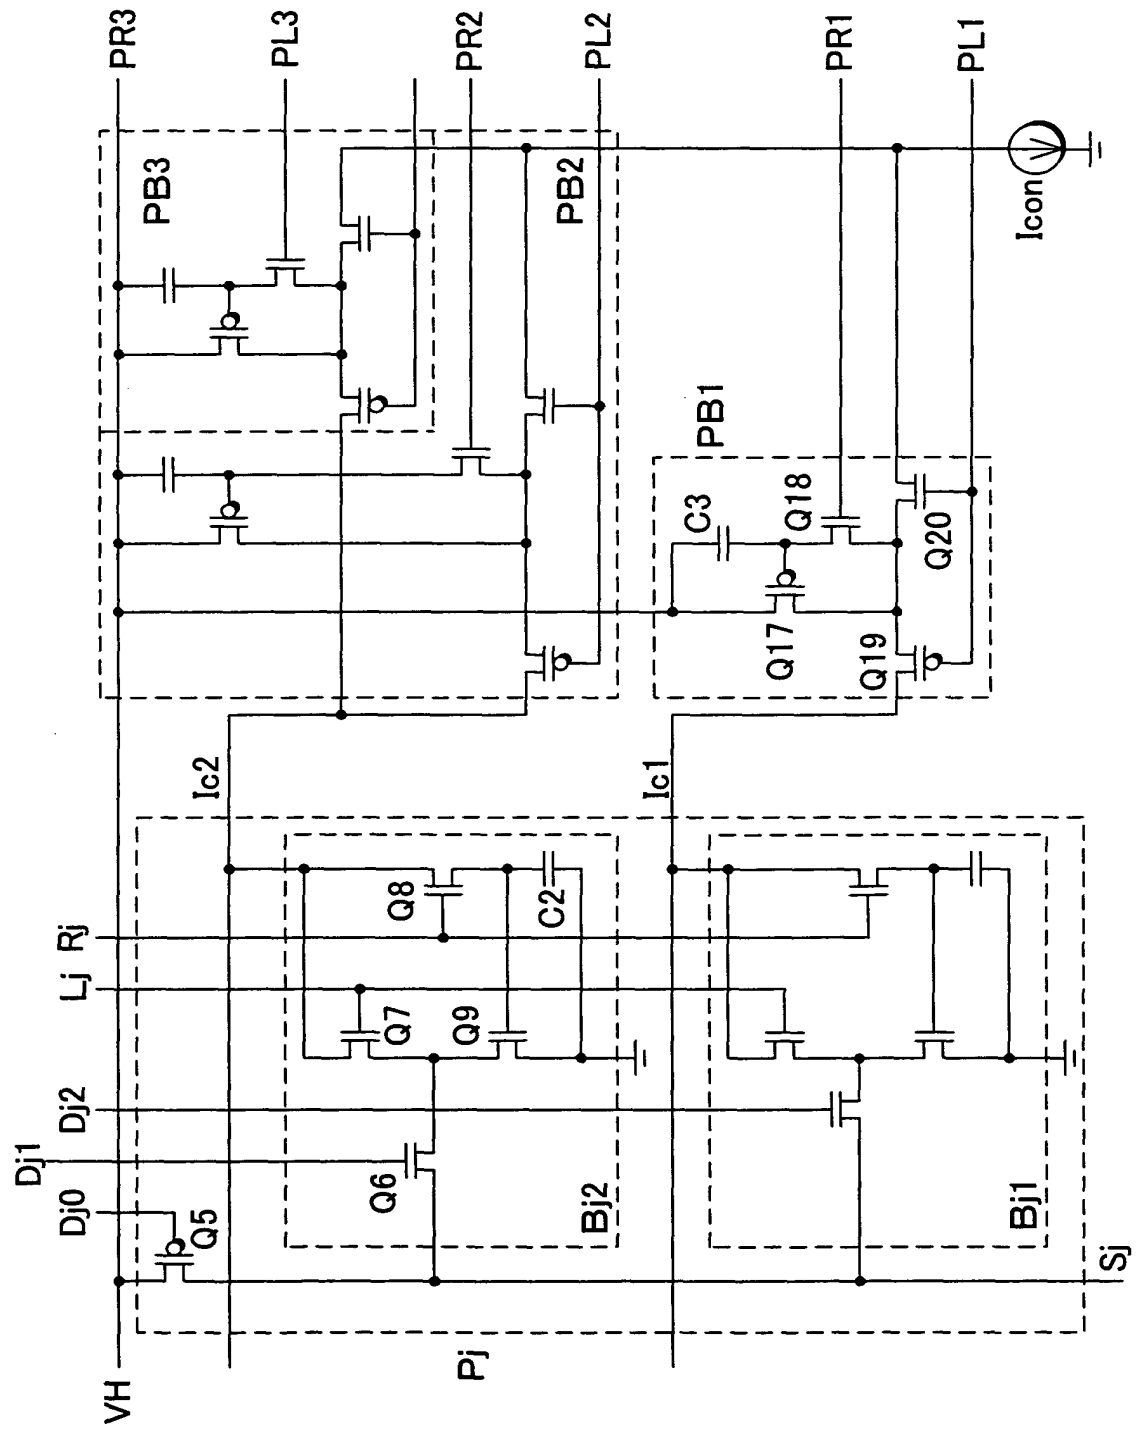 PR3
PL3
PR2
PL2
PR1
PL1
PB3
PB2
PB1
Icon
C3
Q18
Q17
Q20
Q19
Ic2
Ic1
Rj
Lj
Dj2
Dj1
Dj0
Q8
C2
Q7
Q9
Q6
Q5
Bj2
Bj1
Sj
Pj
VH